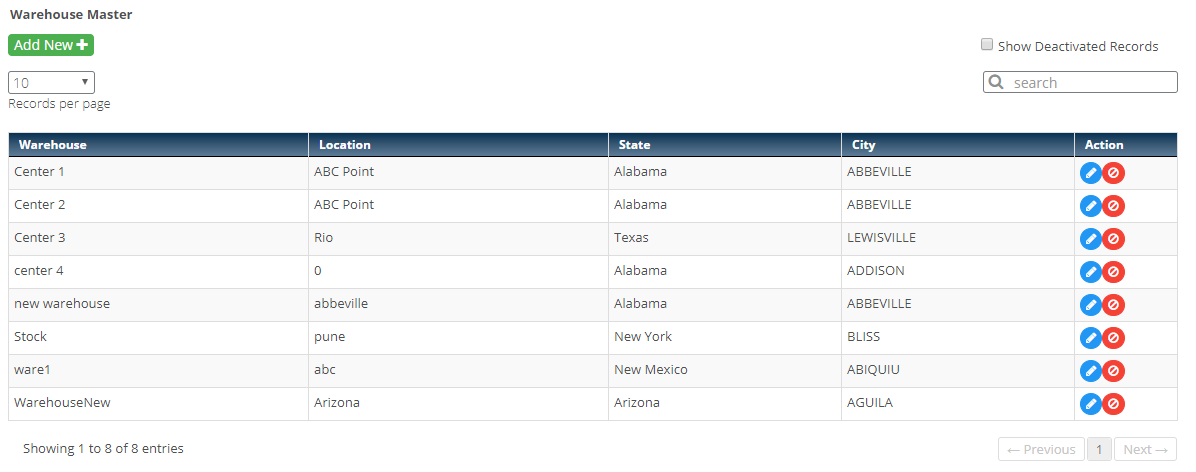 Warehouse Master
Add New
Show Deactivated Records
10
search
Records per page
Warehouse Location State City Action
Center 1 ABC Point Alabama ABBEVILLE
Center 2 ABC Point Alabama ABBEVILLE
Center 3 Rio Texas LEWISVILLE
center 4 0 Alabama ADDISON
new warehouse abbeville Alabama ABBEVILLE
Stock pune New York BLISS
ware1 abc New Mexico ABIQUIU
WarehouseNew Arizona Arizona AGUILA
Showing 1 to 8 of 8 entries
← Previous 1 Next →